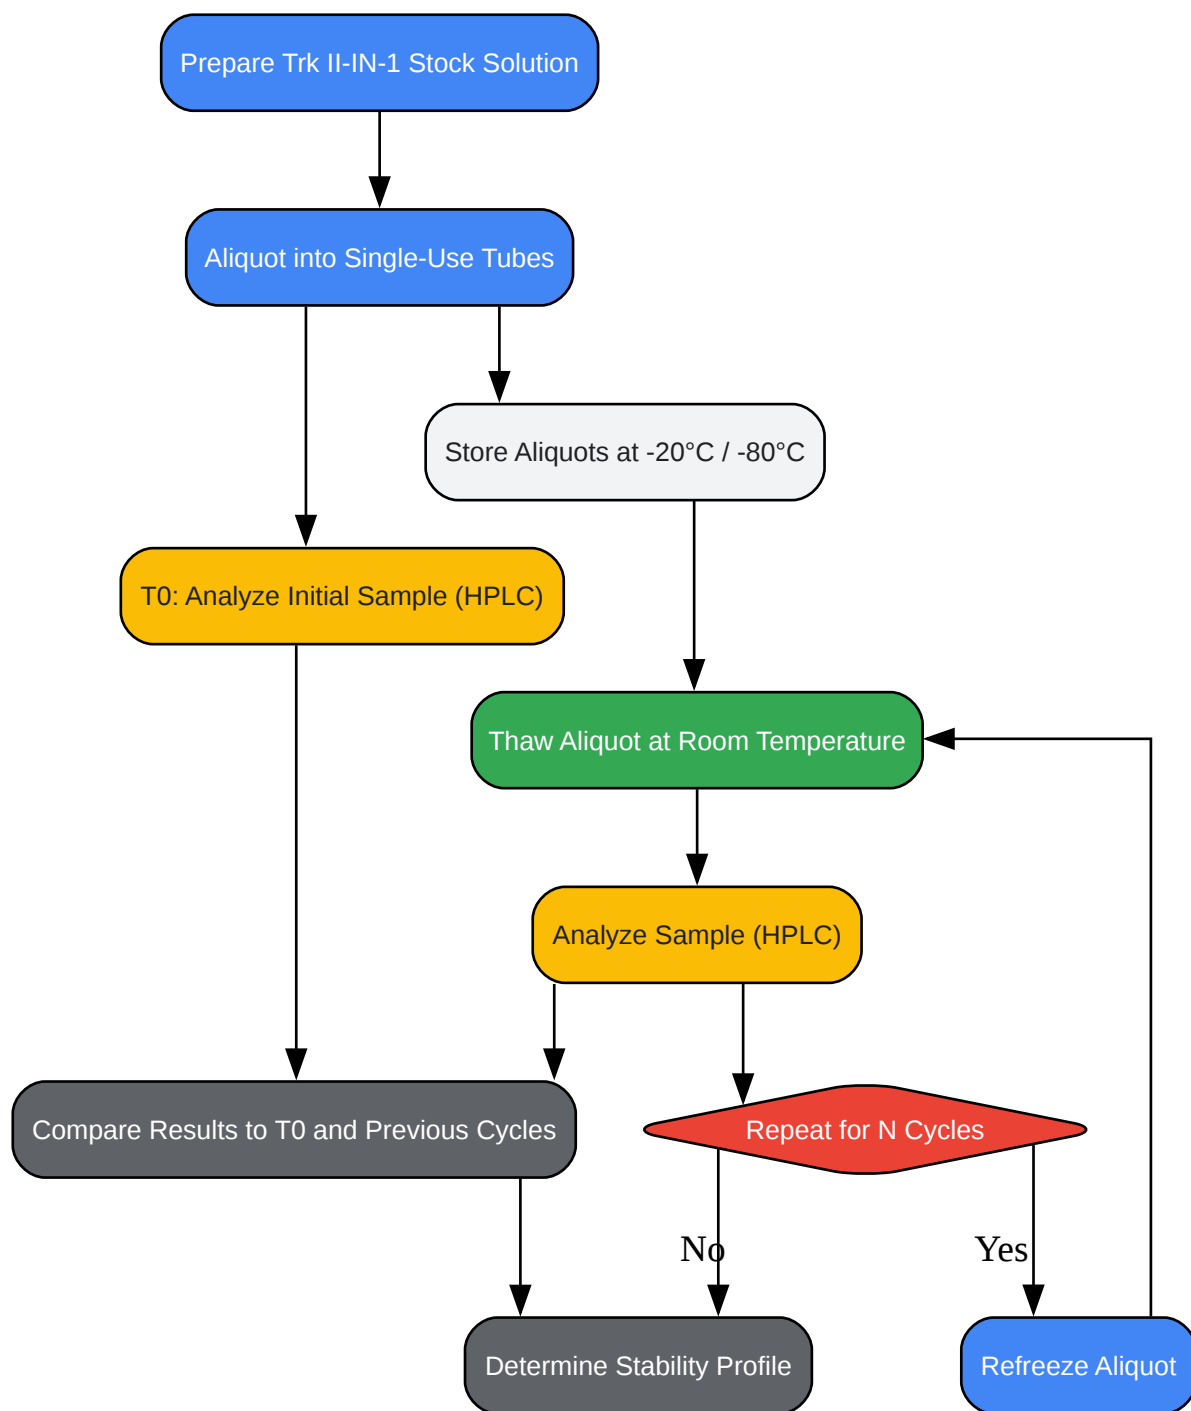 Prepare Trk II-IN-1 Stock Solution
Aliquot into Single-Use Tubes
Store Aliquots at -20°C / -80°C
T0: Analyze Initial Sample (HPLC)
Thaw Aliquot at Room Temperature
Analyze Sample (HPLC)
Compare Results to T0 and Previous Cycles
Repeat for N Cycles
No
Yes
Determine Stability Profile
Refreeze Aliquot